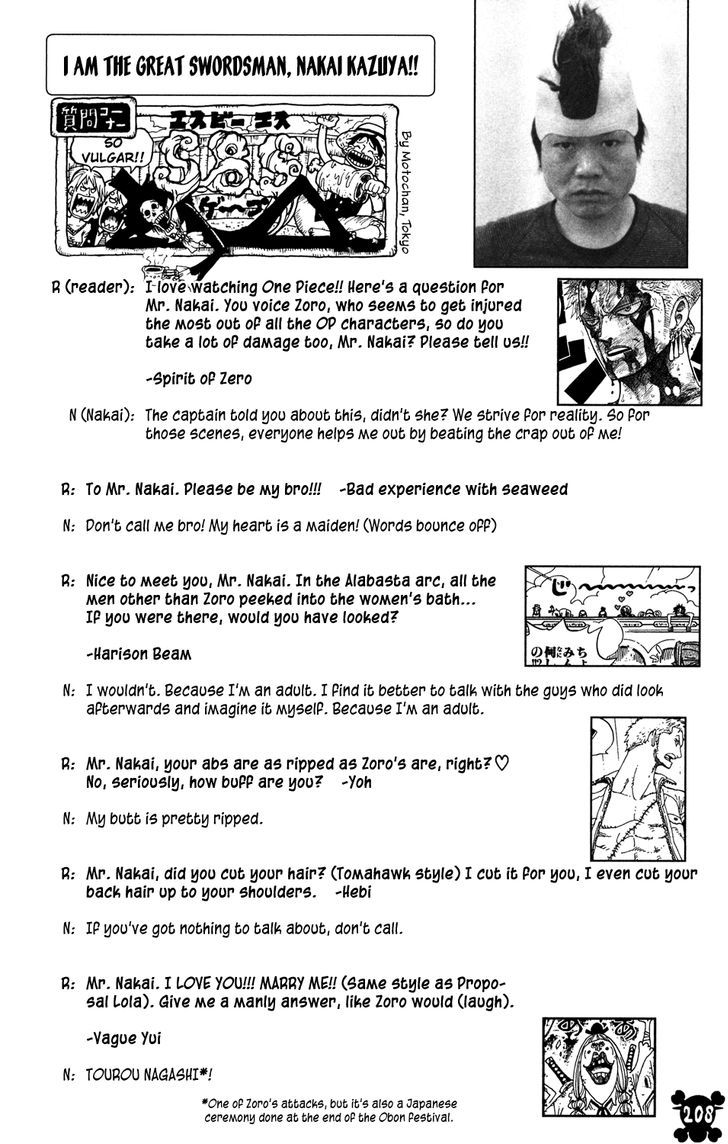 I AM THE GREAT SWORDSMAN, NAKAI KAZUYA!!
質問コーナー
エスビーエス
SO
VULGAR!!
SBS
By Motochan, Tokyo
R (reader): I love watching One Piece!! Here's a question for
Mr. Nakai. You voice Zoro, who seems to get injured
the most out of all the OP characters, so do you
take a lot of damage too, Mr. Nakai? Please tell us!!
-Spirit of Zero
N (Nakai): The captain told you about this, didn't she? We strive for reality. So for
those scenes, everyone helps me out by beating the crap out of me!
R: To Mr. Nakai. Please be my bro!!! -Bad experience with seaweed
N: Don't call me bro! My heart is a maiden! (Words bounce off)
R: Nice to meet you, Mr. Nakai. In the Alabasta arc, all the
men other than Zoro peeked into the women's bath...
If you were there, would you have looked?
-Harison Beam
じ
N: I wouldn't. Because I'm an adult. I find it better to talk with the guys who did look
afterwards and imagine it myself. Because I'm an adult.
R: Mr. Nakai, your abs are as ripped as Zoro's are, right?♡
No, seriously, how buff are you? -Yoh
N: My butt is pretty ripped.
R: Mr. Nakai, did you cut your hair? (Tomahawk style) I cut it for you, I even cut your
back hair up to your shoulders. -Hebi
N: If you've got nothing to talk about, don't call.
R: Mr. Nakai. I LOVE YOU!!! MARRY ME!! (Same style as Propo-
sal Lola). Give me a manly answer, like Zoro would (laugh).
-Vague Yui
N: TOUROU NAGASHI*!
*One of Zoro's attacks, but it's also a Japanese
ceremony done at the end of the Obon Festival.
208